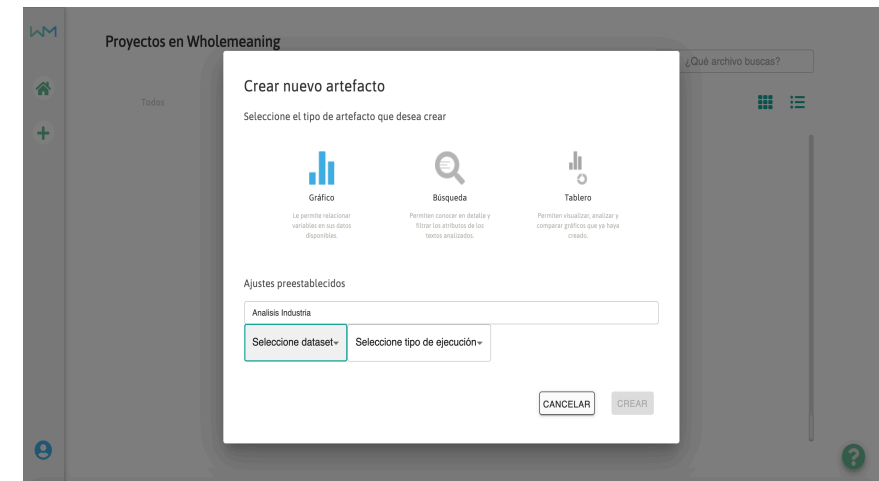 WM
Proyectos en Wholemeaning
¿Qué archivo buscas?
Todos
Crear nuevo artefacto
Seleccione el tipo de artefacto que desea crear
Gráfico
Búsqueda
Tablero
Le permite relacionar
variables en sus datos
disponibles.
Permiten conocer en detalle y
filtrar los atributos de los
textos analizados.
Permiten visualizar, analizar y
comparar gráficos que ya haya
creado.
Ajustes preestablecidos
Analisis Industria
Seleccione dataset
Seleccione tipo de ejecución
CANCELAR
CREAR
?